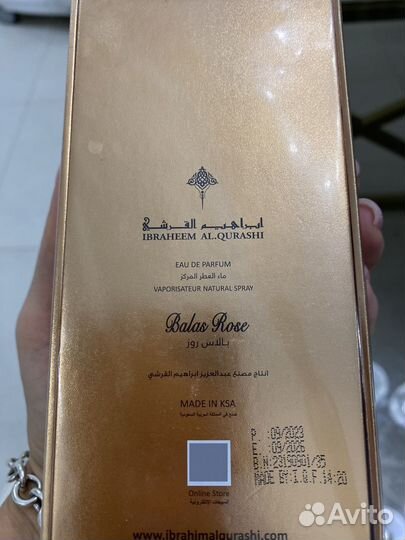 ابراهيم القرشي
IBRAHEEM AL.QURASHI
EAU DE PARFUM
ماء العطر المركز
VAPORISATEUR NATURAL SPRAY
Balas Rose
بالاس روز
انتاج مصنع عبدالعزيز ابراهيم القرشي
MADE IN KSA
صنع في المملكة العربية السعودية
:09/2023
:09/2026
Online Store
المبيعات الإلكترونية
www.ibrahimalqurashi.com
Avito